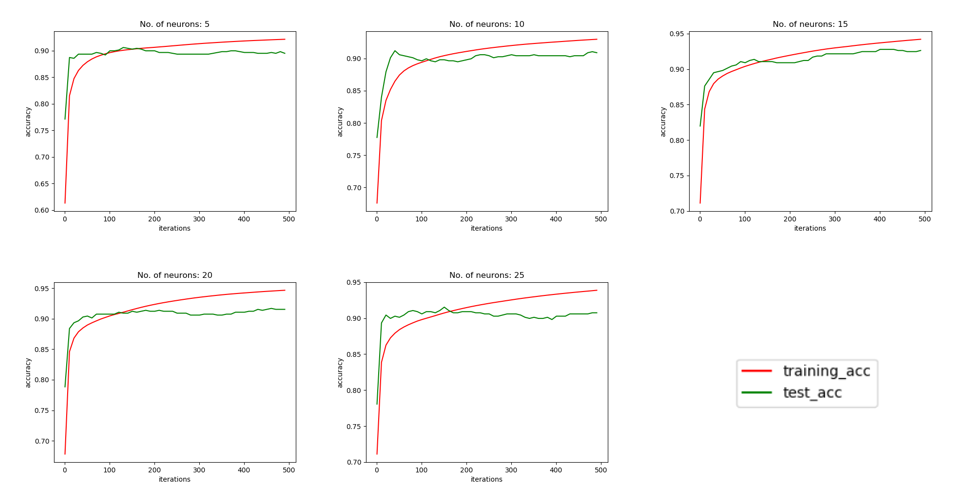 No. of neurons: 5
accuracy
0.90
0.85
0.80
0.75
0.70
0.65
0.60
0 100 200 300 400 500
iterations
No. of neurons: 10
accuracy
0.90
0.85
0.80
0.75
0.70
0 100 200 300 400 500
iterations
No. of neurons: 15
accuracy
0.95
0.90
0.85
0.80
0.75
0.70
0 100 200 300 400 500
iterations
No. of neurons: 20
accuracy
0.95
0.90
0.85
0.80
0.75
0.70
0 100 200 300 400 500
iterations
No. of neurons: 25
accuracy
0.95
0.90
0.85
0.80
0.75
0.70
0 100 200 300 400 500
iterations
training_acc
test_acc